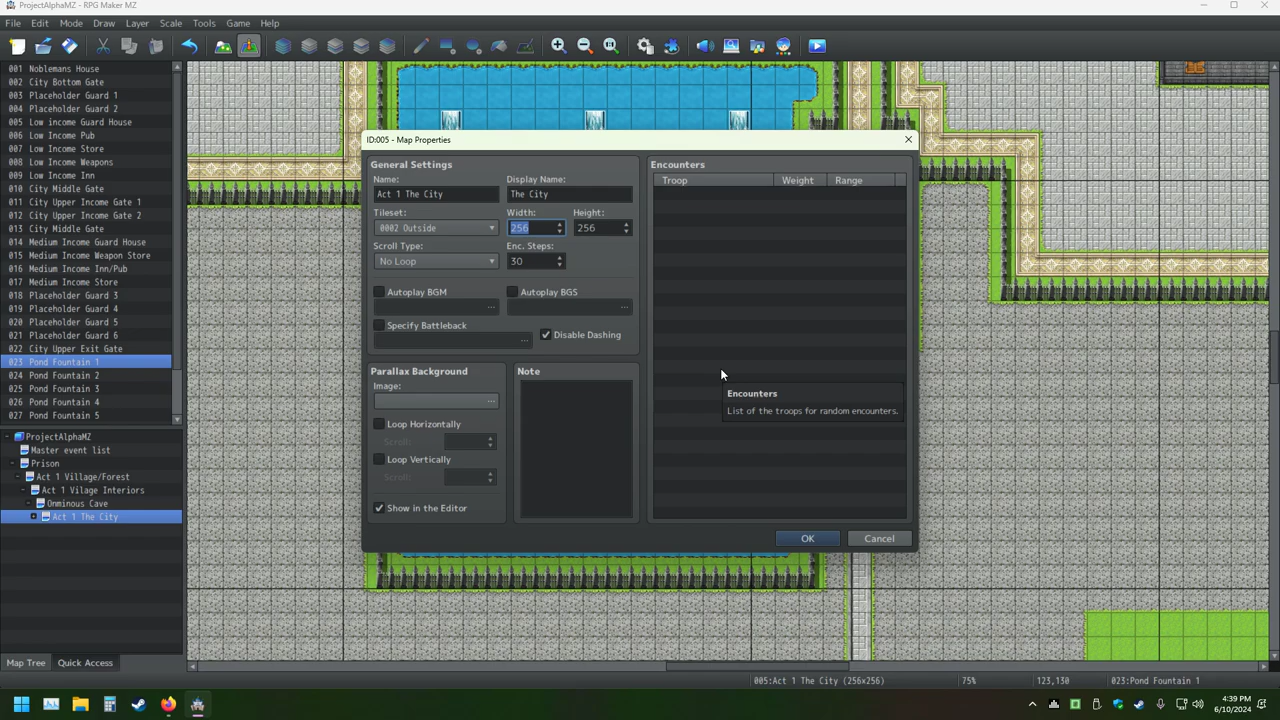 ProjectAlphaMZ - RPG Maker MZ
File Edit Mode Draw Layer Scale Tools Game Help
001 Noblemans House
002 City Bottom Gate
003 Placeholder Guard 1
004 Placeholder Guard 2
005 Low income Guard House
006 Low Income Pub
007 Low Income Store
008 Low Income Weapons
009 Low Income Inn
010 City Middle Gate
011 City Upper Income Gate 1
012 City Upper Income Gate 2
013 City Middle Gate
014 Medium Income Guard House
015 Medium Income Weapon Store
016 Medium Income Inn/Pub
017 Medium Income Store
018 Placeholder Guard 3
019 Placeholder Guard 4
020 Placeholder Guard 5
021 Placeholder Guard 6
022 City Upper Exit Gate
023 Pond Fountain 1
024 Pond Fountain 2
025 Pond Fountain 3
026 Pond Fountain 4
027 Pond Fountain 5
ProjectAlphaMZ
Master event list
Prison
Act 1 Village/Forest
Act 1 Vilage Interiors
Onminous Cave
Act 1 The City
Map Tree Quick Access
ID:005 - Map Properties
General Settings
Name: Display Name:
Act 1 The City The City
Tileset: Width: Height:
0002 Outside 256 256
Scroll Type: Enc. Steps:
No Loop 30
Autoplay BGM Autoplay BGS
Specify Battleback
Disable Dashing
Parallax Background
Image:
Loop Horizontally
Scroll:
Loop Vertically
Scroll:
Show in the Editor
Note
Encounters
Troop Weight Range
Encounters
List of the troops for random encounters.
OK Cancel
005:Act 1 The City (256x256) 75% 123,130 023:Pond Fountain 1
4:39 PM
6/10/2024